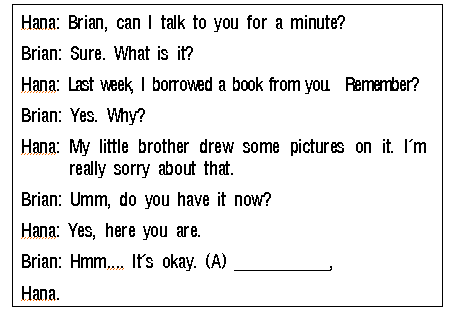 Hana: Brian, can I talk to you for a minute?
Brian: Sure. What is it?
Hana: Last week, I borrowed a book from you. Remember?
Brian: Yes. Why?
Hana: My little brother drew some pictures on it. I´m
really sorry about that.
Brian: Umm, do you have it now?
Hana: Yes, here you are.
Brian: Hmm.... It´s okay. (A) ___________,
Hana.